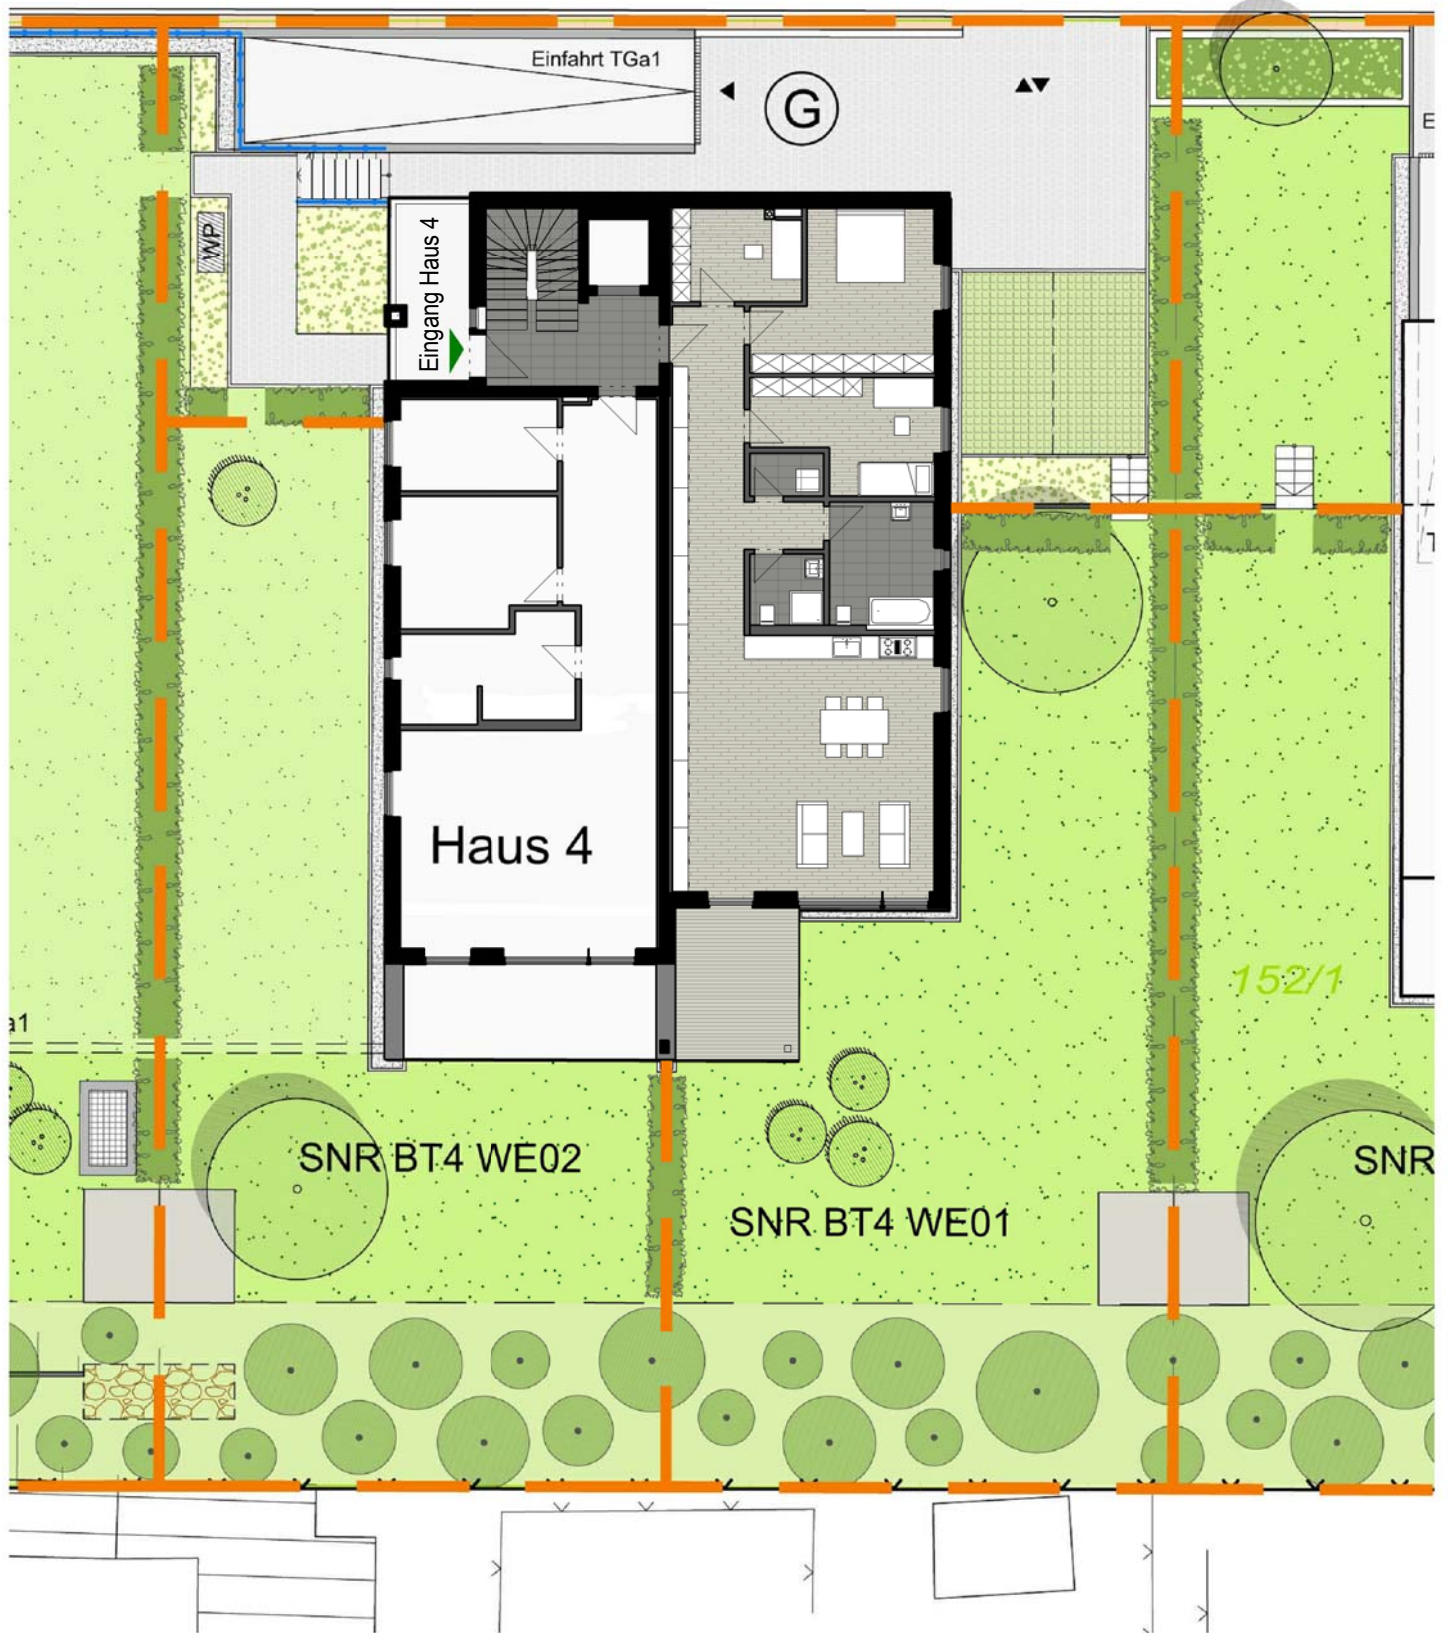 Einfahrt TGa1
G
WP
Eingang Haus 4
Haus 4
152/1
a1
SNR BT4 WE02
SNR
SNR BT4 WE01